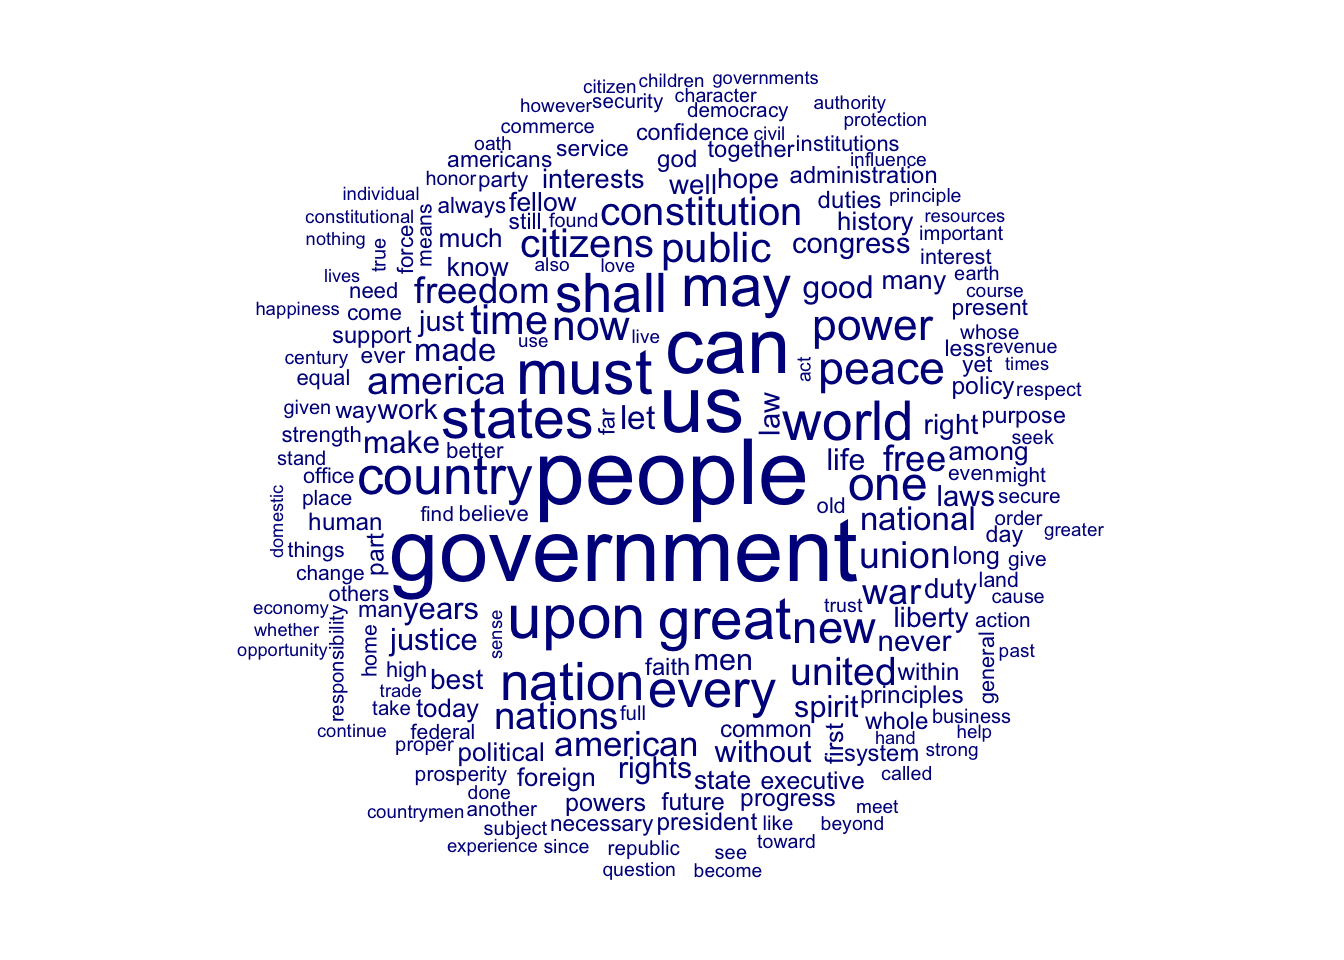 citizen children governments
however security character authority
democracy protection
commerce confidence civil
oath service together institutions
americans god influence
honor party interests well hope administration
individual always fellow duties principle
constitutional means still found constitution history resources
nothing true force much citizens public congress important
know also love interest
lives need freedom shall may good many earth
happiness come course
support just time now use live can power present
century ever made whose
equal america must act peace less revenue
yet times
given way work states far let us law world right policy respect
strength make purpose
stand better seek
office country people life free among
domestic place one even might
human find believe old laws secure
national order
things part government union long day greater
change give
others war duty land
economy man years upon great new trust cause
whether responsibility justice sense liberty action
opportunity home never general past
high best nation faith men united within
trade every
take today nations full spirit principles
continue federal american common whole business
proper political rights without first system hand help
prosperity foreign state executive strong
done called
countrymen another powers future progress meet
subject necessary president like beyond
experience since republic see toward
question become